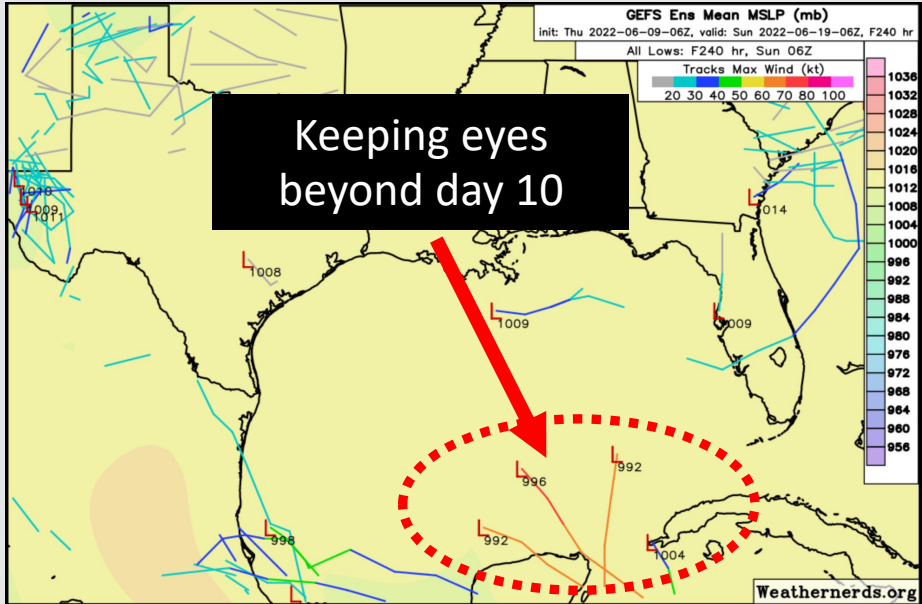 GEFS Ens Mean MSLP (mb)
init: Thu 2022-06-09-06Z, valid: Sun 2022-06-19-06Z, F240 hr
All Lows: F240 hr, Sun 06Z
Tracks Max Wind (kt)
20 30 40 50 60 70 80 100
Keeping eyes
beyond day 10
1036
1032
1028
1024
1020
1016
1012
1008
1004
1000
996
992
988
984
980
976
972
968
964
960
956
L
1010
L
1009
L
1011
L
1014
L
1008
L
1009
L
1009
L
992
L
996
L
992
L
998
L
1004
L
Weathernerds.org